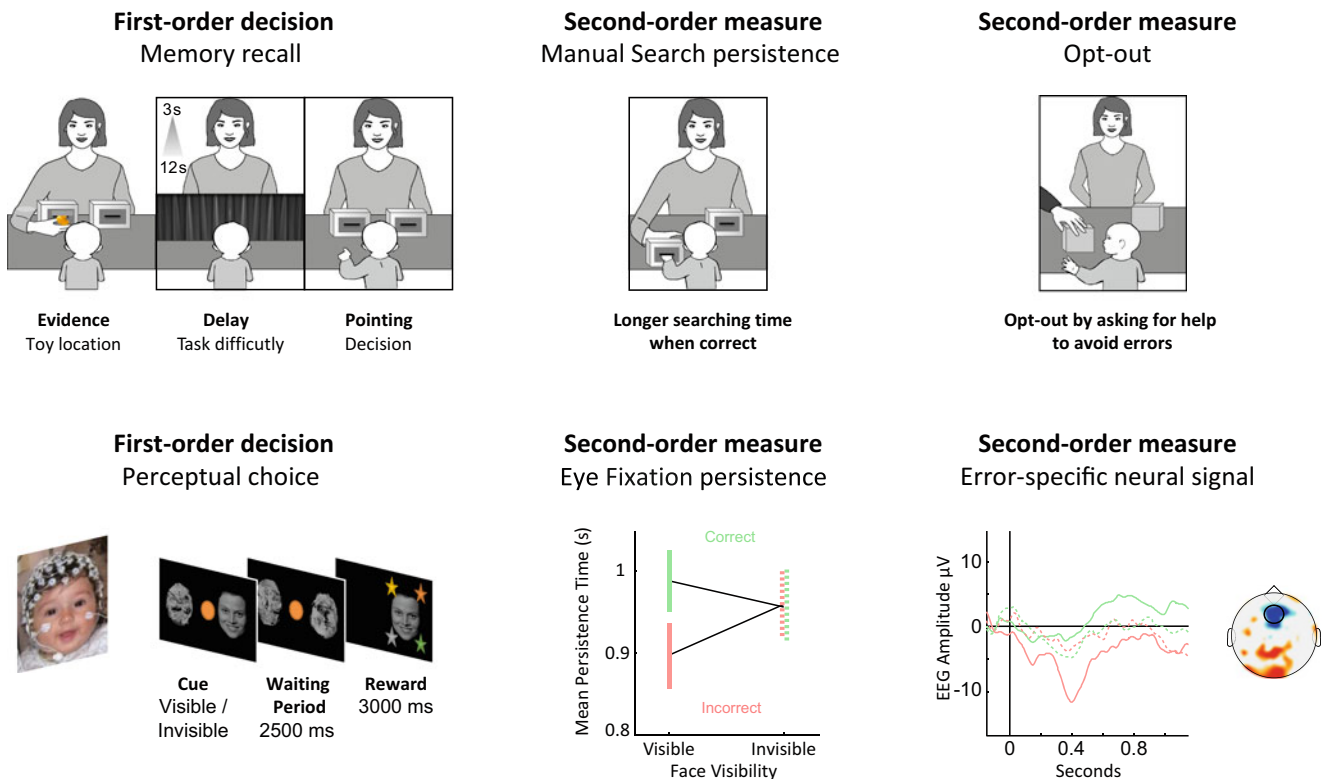 First-order decision
Memory recall
3s
12s
Evidence
Toy location
Delay
Task difficutly
Pointing
Decision
Second-order measure
Manual Search persistence
Longer searching time
when correct
Second-order measure
Opt-out
Opt-out by asking for help
to avoid errors
First-order decision
Perceptual choice
Cue
Visible /
Invisible
Waiting
Period
2500 ms
Reward
3000 ms
Second-order measure
Eye Fixation persistence
Mean Persistence Time (s)
1
0.9
0.8
Correct
Incorrect
Visible
Invisible
Face Visibility
Second-order measure
Error-specific neural signal
EEG Amplitude µV
10
0
-10
0
0.4
0.8
Seconds